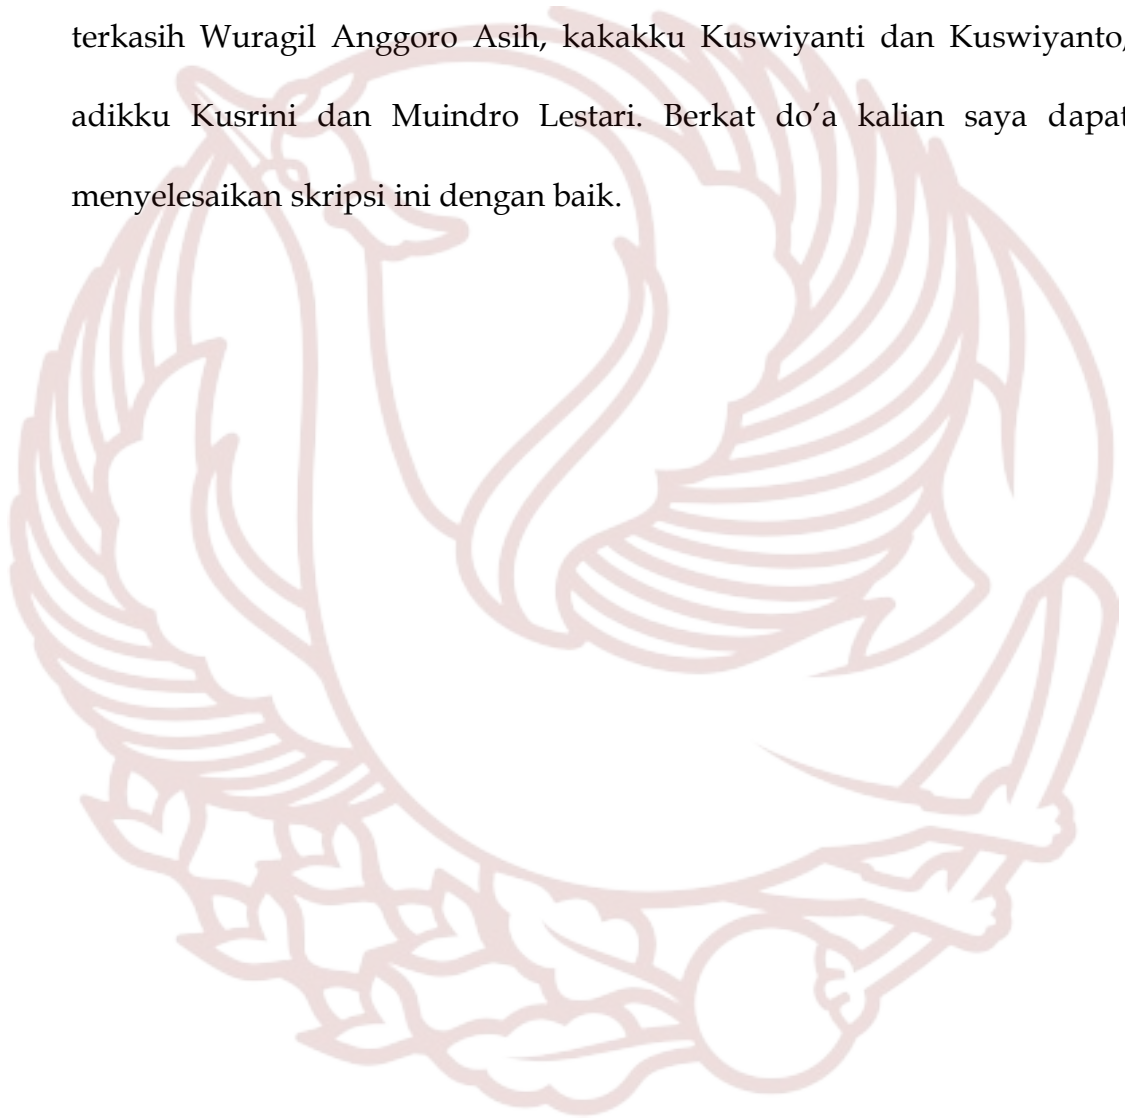 terkasih Wuragil Anggoro Asih, kakakku Kuswiyanti dan Kuswiyanto,
adikku Kusrini dan Muindro Lestari. Berkat do’a kalian saya dapat
menyelesaikan skripsi ini dengan baik.